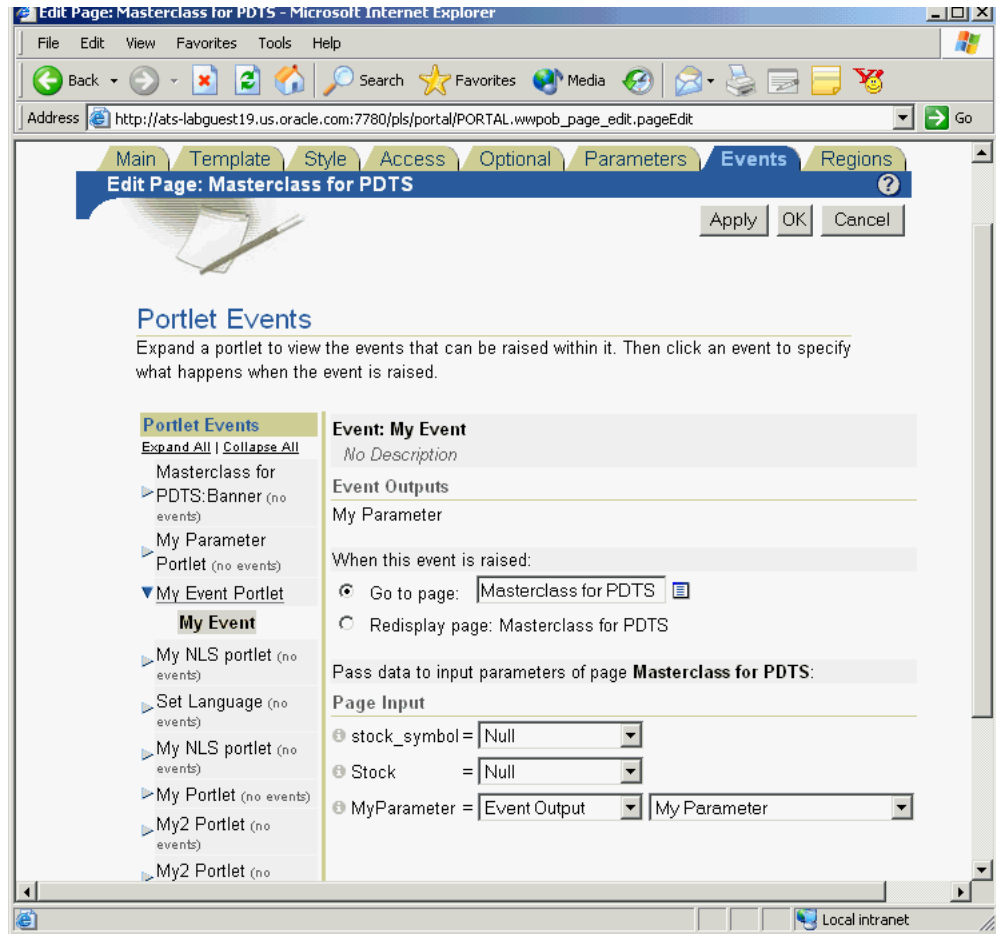 Edit Page: Masterclass for PDTS - Microsoft Internet Explorer
File Edit View Favorites Tools Help
Back Search Favorites Media
Address http://ats-labguest19.us.oracle.com:7780/pls/portal/PORTAL.wwpob_page_edit.pageEdit Go
Main Template Style Access Optional Parameters Events Regions
Edit Page: Masterclass for PDTS ?
Apply OK Cancel
Portlet Events
Expand a portlet to view the events that can be raised within it. Then click an event to specify
what happens when the event is raised.
Portlet Events
Expand All | Collapse All
Masterclass for
PDTS:Banner (no
events)
My Parameter
Portlet (no events)
My Event Portlet
My Event
My NLS portlet (no
events)
Set Language (no
events)
My NLS portlet (no
events)
My Portlet (no events)
My2 Portlet (no
events)
My2 Portlet (no
Event: My Event
No Description
Event Outputs
My Parameter
When this event is raised:
Go to page: Masterclass for PDTS
Redisplay page: Masterclass for PDTS
Pass data to input parameters of page Masterclass for PDTS:
Page Input
stock_symbol = Null
Stock = Null
MyParameter = Event Output My Parameter
Local intranet